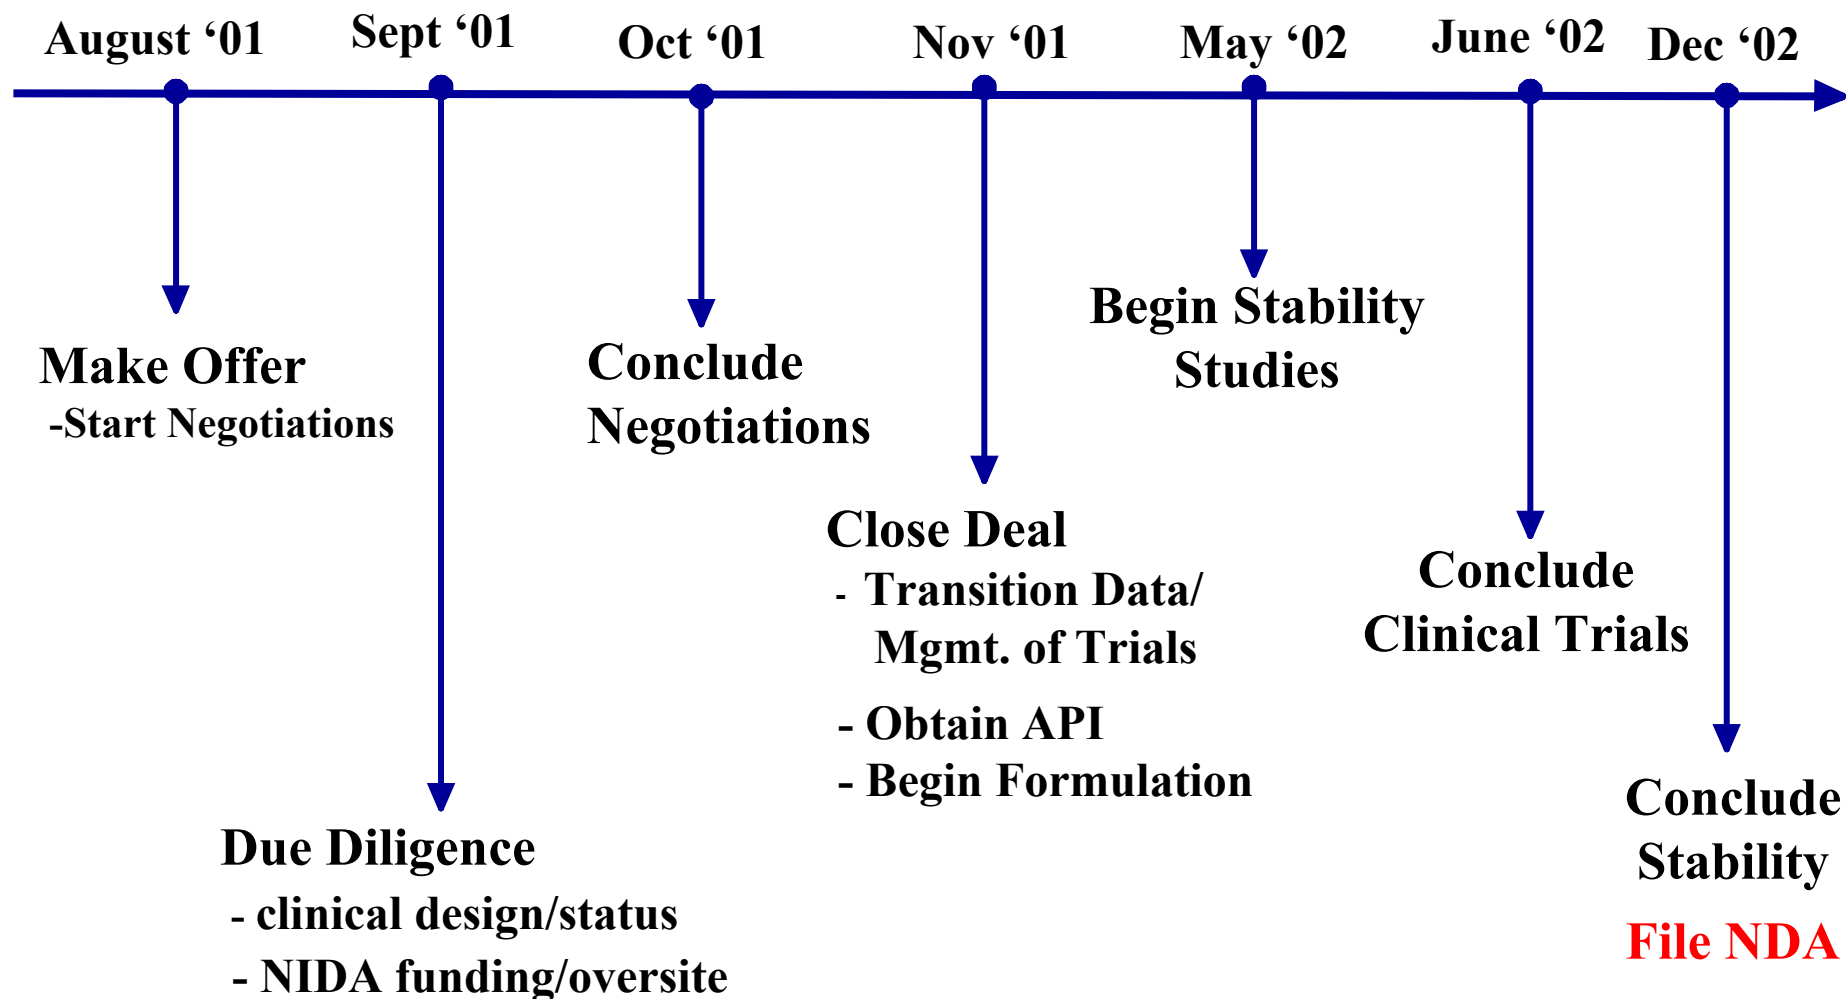 August ‘01
Sept ‘01
Oct ‘01
Nov ‘01
May ‘02
June ‘02
Dec ‘02
Make Offer
-Start Negotiations
Due Diligence
- clinical design/status
- NIDA funding/oversite
Conclude
Negotiations
Close Deal
- Transition Data/
Mgmt. of Trials
- Obtain API
- Begin Formulation
Begin Stability
Studies
Conclude
Clinical Trials
Conclude
Stability
File NDA